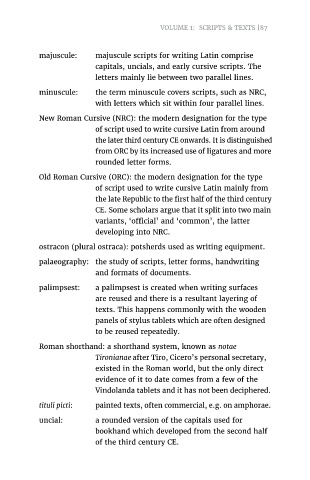 VOLUME 1: SCRIPTS & TEXTS |87
majuscule: majuscule scripts for writing Latin comprise
capitals, uncials, and early cursive scripts. The
letters mainly lie between two parallel lines.
minuscule: the term minuscule covers scripts, such as NRC,
with letters which sit within four parallel lines.
New Roman Cursive (NRC): the modern designation for the type
of script used to write cursive Latin from around
the later third century CE onwards. It is distinguished
from ORC by its increased use of ligatures and more
rounded letter forms.
Old Roman Cursive (ORC): the modern designation for the type
of script used to write cursive Latin mainly from
the late Republic to the first half of the third century
CE. Some scholars argue that it split into two main
variants, ‘official’ and ‘common’, the latter
developing into NRC.
ostracon (plural ostraca): potsherds used as writing equipment.
palaeography: the study of scripts, letter forms, handwriting
and formats of documents.
palimpsest: a palimpsest is created when writing surfaces
are reused and there is a resultant layering of
texts. This happens commonly with the wooden
panels of stylus tablets which are often designed
to be reused repeatedly.
Roman shorthand: a shorthand system, known as notae
Tironianae after Tiro, Cicero’s personal secretary,
existed in the Roman world, but the only direct
evidence of it to date comes from a few of the
Vindolanda tablets and it has not been deciphered.
tituli picti: painted texts, often commercial, e.g. on amphorae.
uncial: a rounded version of the capitals used for
bookhand which developed from the second half
of the third century CE.